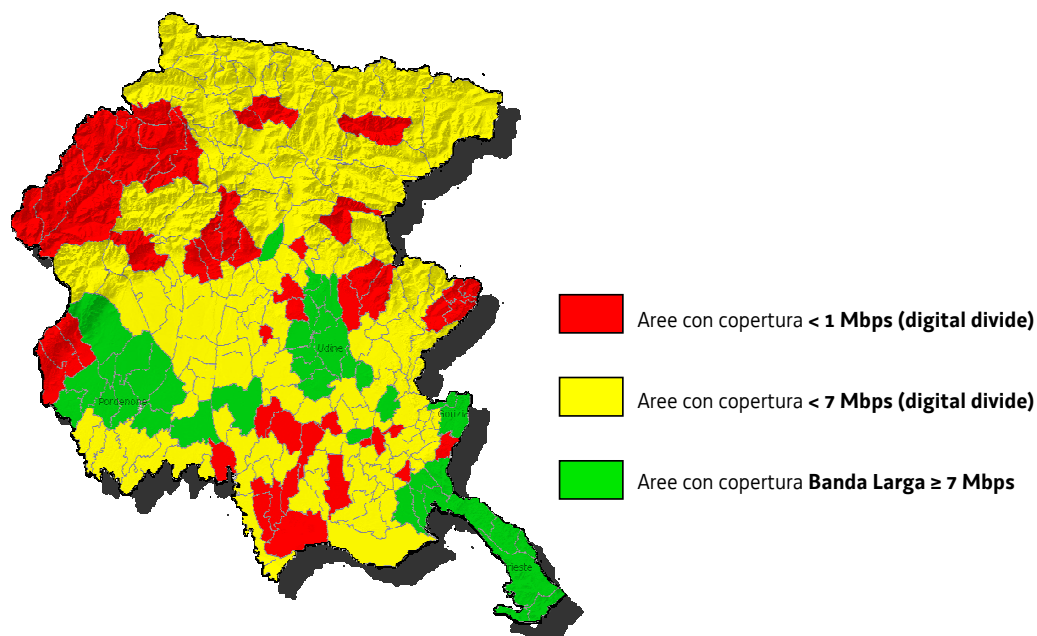 Udine
Pordenone
Gorizia
Trieste
Aree con copertura < 1 Mbps (digital divide)
Aree con copertura < 7 Mbps (digital divide)
Aree con copertura Banda Larga ≥ 7 Mbps